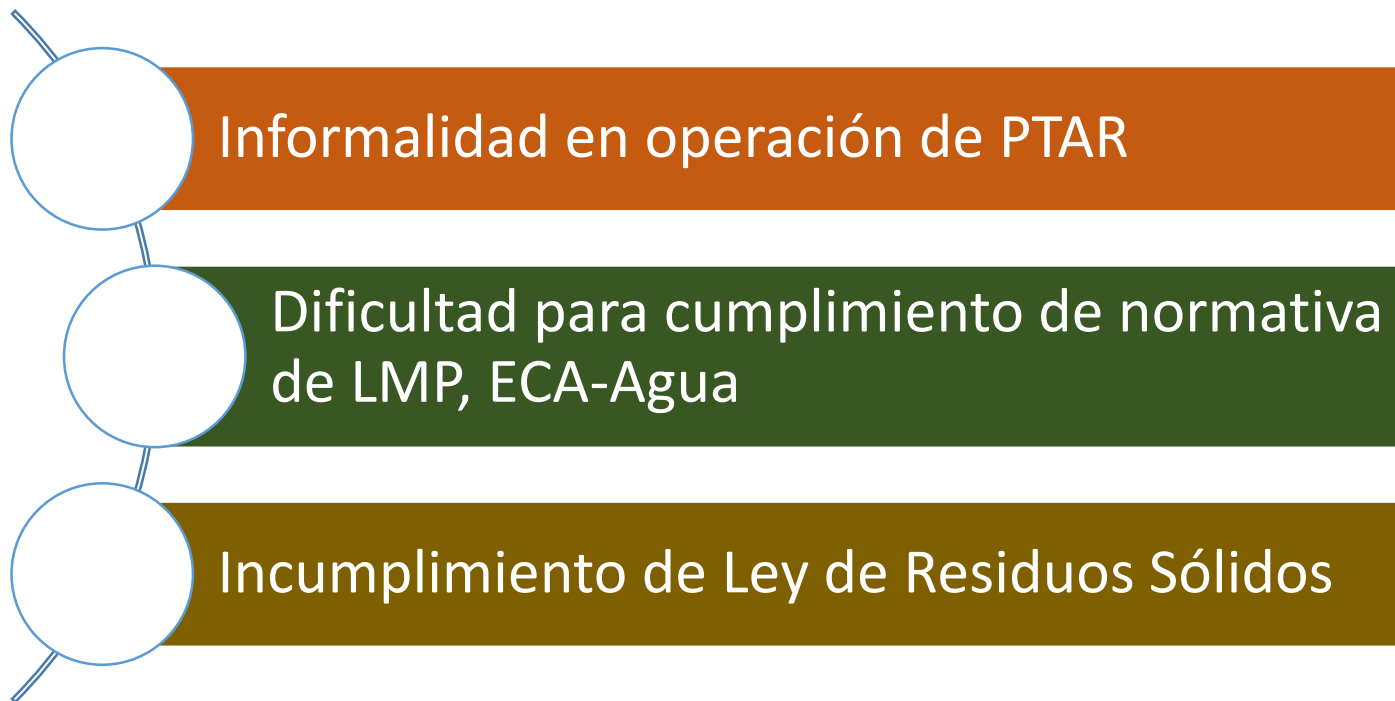 Informalidad en operación de PTAR
Dificultad para cumplimiento de normativa
de LMP, ECA-Agua
Incumplimiento de Ley de Residuos Sólidos